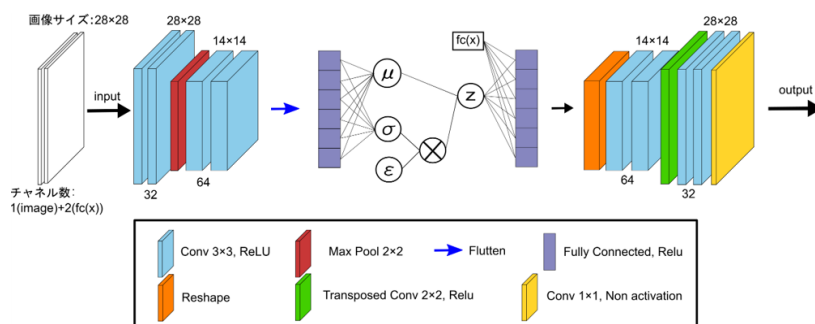 画像サイズ:28×28
28×28
14×14
input
32
64
チャネル数:
1(image)+2(fc(x))
μ
σ
ε
z
fc(x)
28×28
14×14
output
64
32
Conv 3×3, ReLU
Max Pool 2×2
Flutten
Fully Connected, Relu
Reshape
Transposed Conv 2×2, Relu
Conv 1×1, Non activation